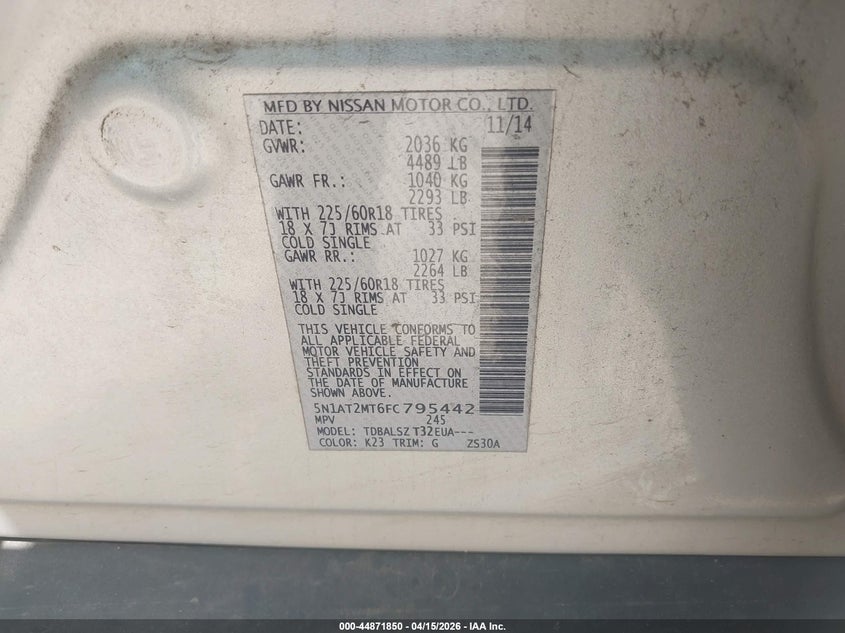 MFD BY NISSAN MOTOR CO., LTD.
DATE: 11/14
GVWR: 2036 KG
4489 LB
GAWR FR.: 1040 KG
2293 LB
WITH 225/60R18 TIRES
18 X 7J RIMS AT 33 PSI
COLD SINGLE
GAWR RR.: 1027 KG
2264 LB
WITH 225/60R18 TIRES
18 X 7J RIMS AT 33 PSI
COLD SINGLE
THIS VEHICLE CONFORMS TO
ALL APPLICABLE FEDERAL
MOTOR VEHICLE SAFETY AND
THEFT PREVENTION
STANDARDS IN EFFECT ON
THE DATE OF MANUFACTURE
SHOWN ABOVE.
5N1AT2MT6FC795442
MPV 245
MODEL: TDBALSZ T32EUA---
COLOR: K23 TRIM: G ZS30A
000-44871850 - 04/15/2026 - IAA Inc.